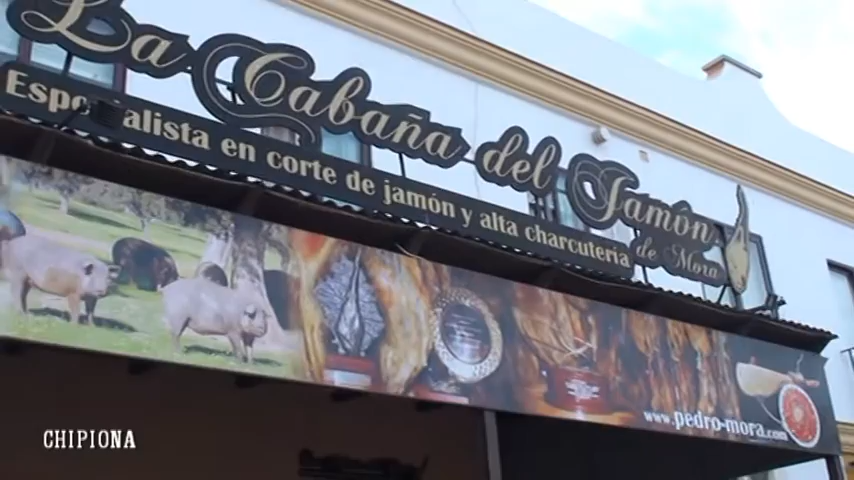 La Cabaña del Jamón
de Mora
Especialista en corte de jamón y alta charcutería
www.pedro-mora.com
CHIPIONA